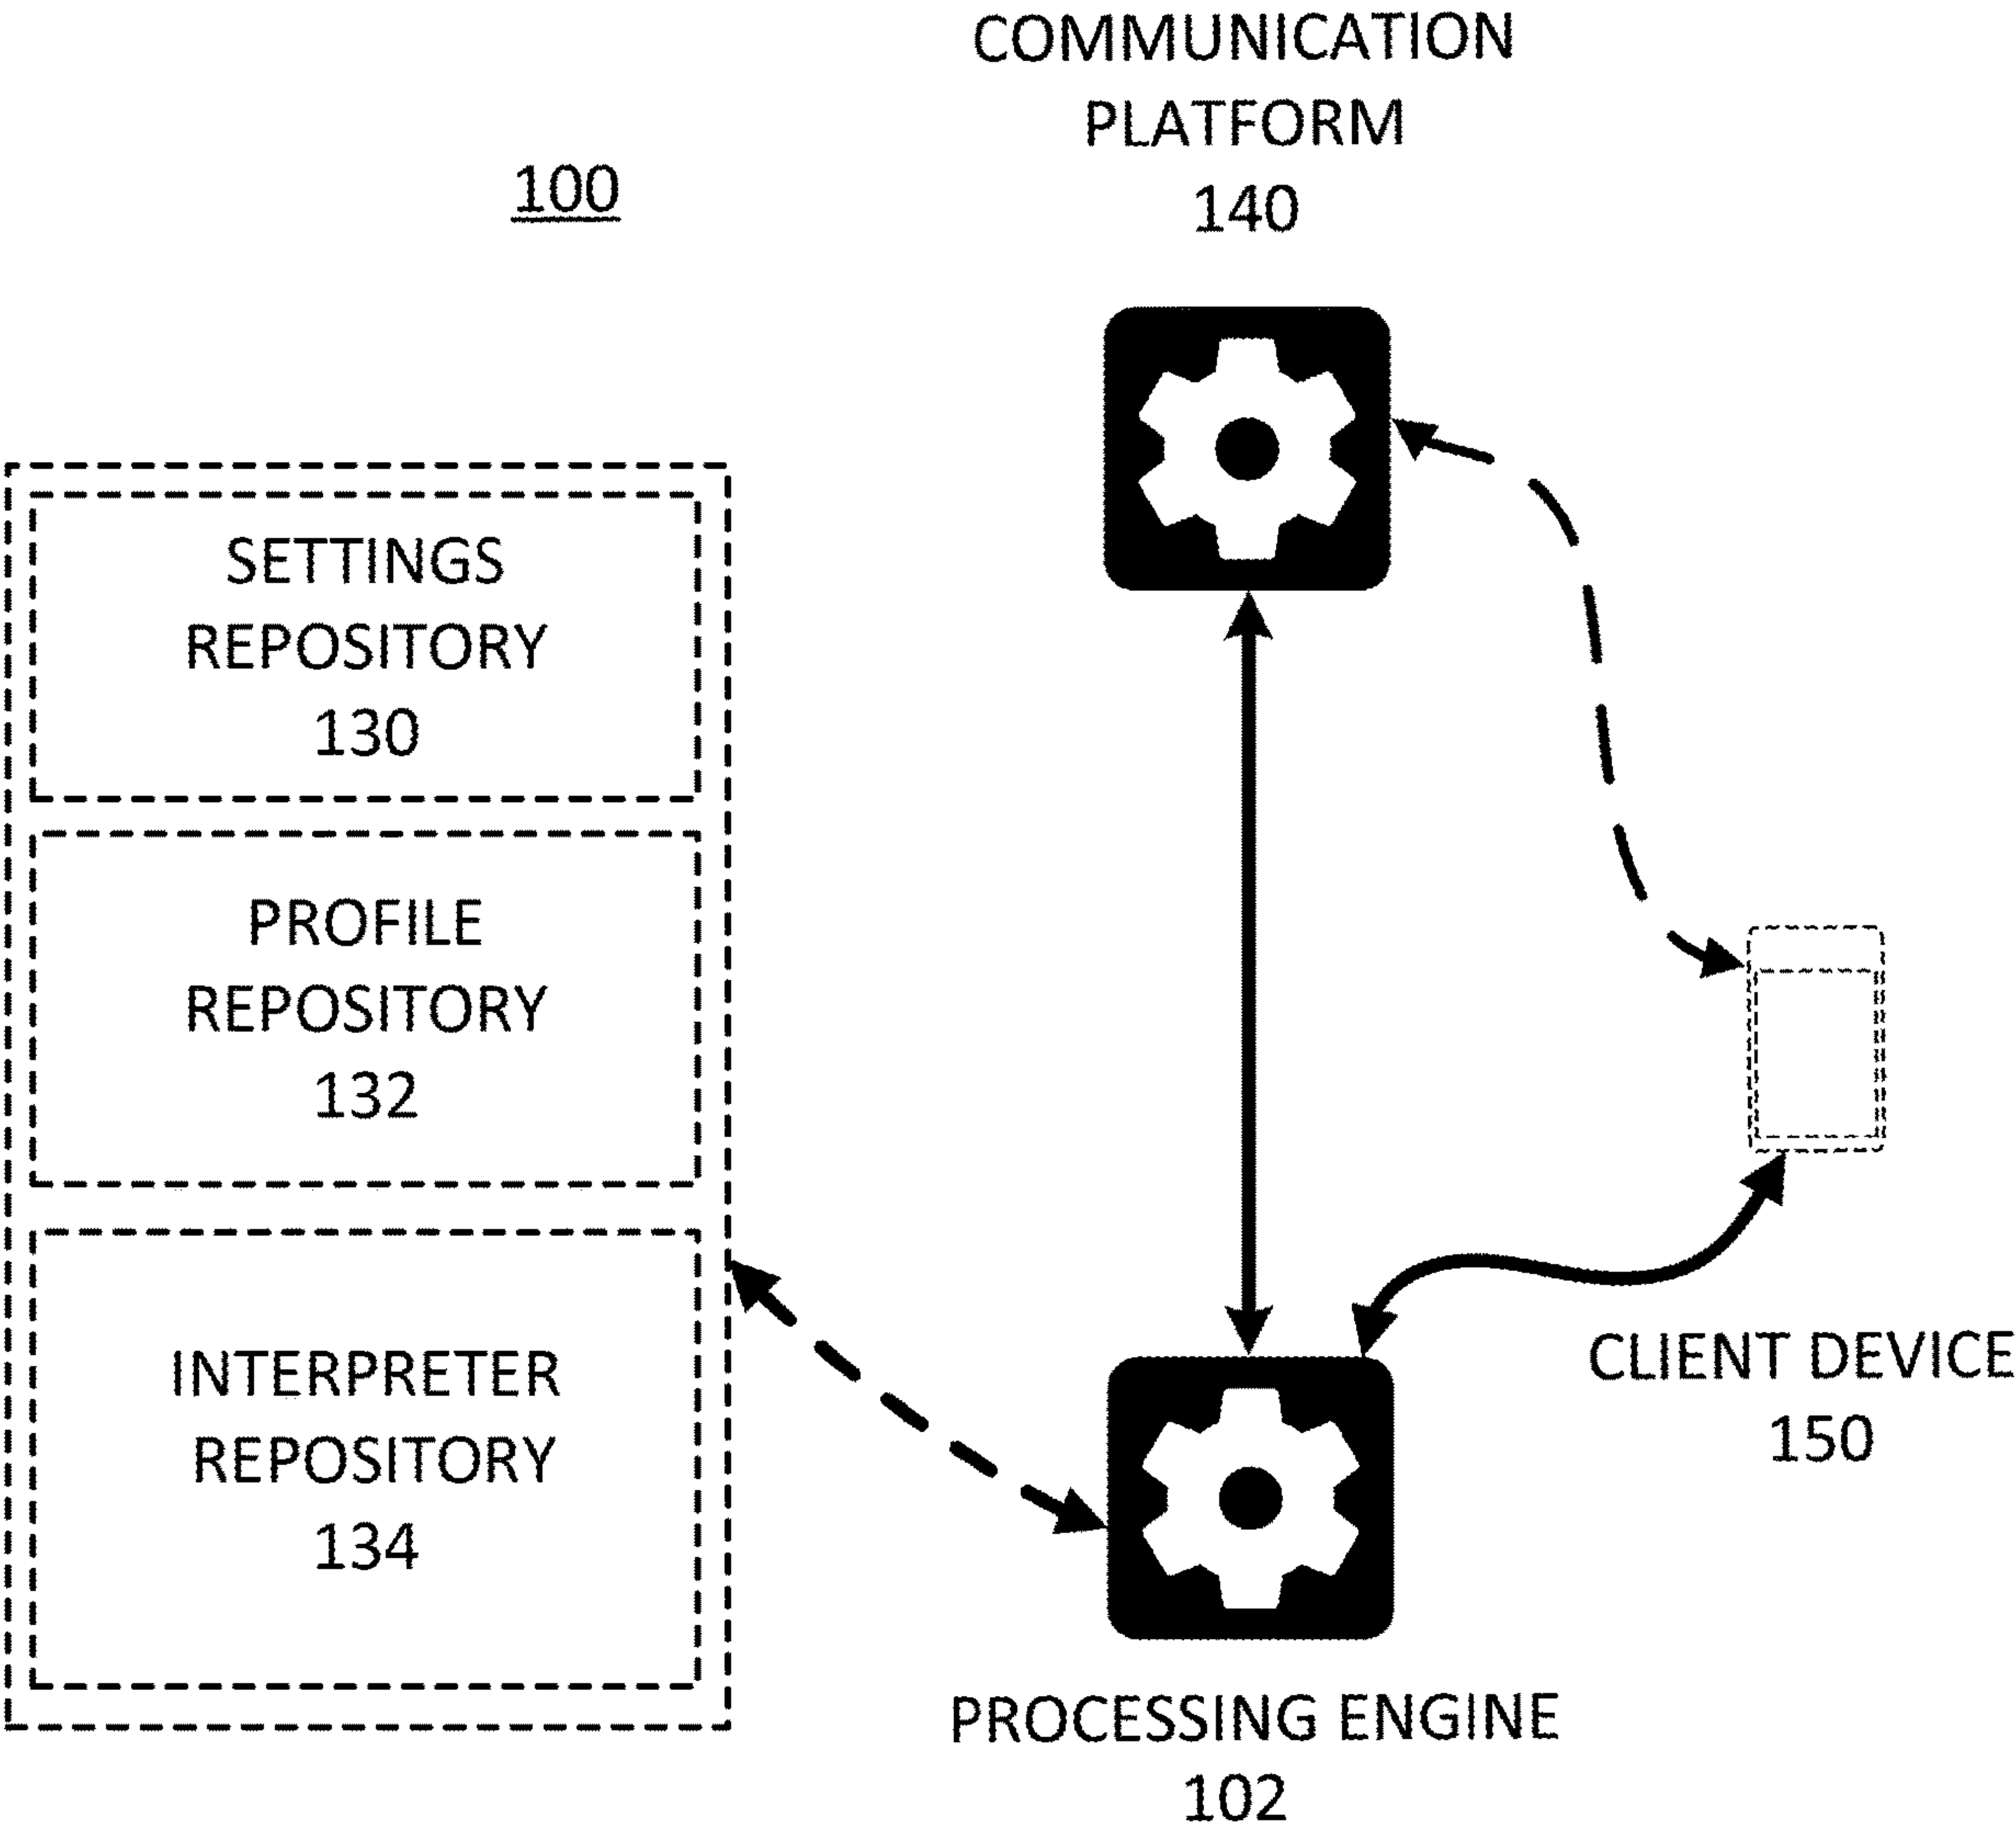 COMMUNICATION
PLATFORM
140
100
SETTINGS
REPOSITORY
130
PROFILE
REPOSITORY
132
INTERPRETER
REPOSITORY
134
CLIENT DEVICE
150
PROCESSING ENGINE
102